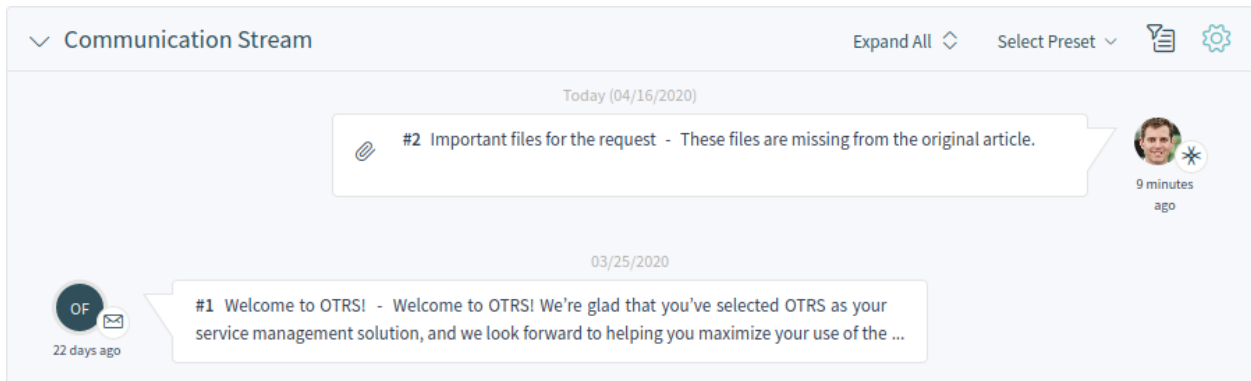 Communication Stream
Expand All
Select Preset
Today (04/16/2020)
#2 Important files for the request - These files are missing from the original article.
9 minutes
ago
03/25/2020
OF
22 days ago
#1 Welcome to OTRS! - Welcome to OTRS! We're glad that you've selected OTRS as your
service management solution, and we look forward to helping you maximize your use of the ...